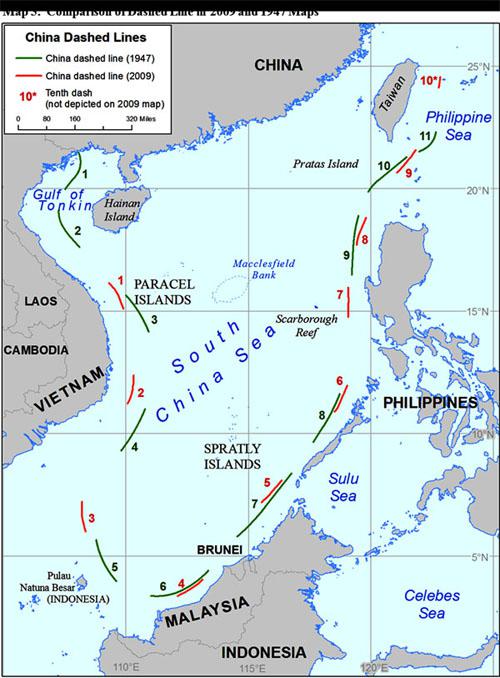 Map 3. Comparison of Dashed Line in 2009 and 1947 Maps
China Dashed Lines
China dashed line (1947)
China dashed line (2009)
10* Tenth dash
(not depicted on 2009 map)
0 80 160 320 Miles
CHINA
25°N
Taiwan
10*
Philippine
Sea
11
Pratas Island
10
9
1
Gulf of
Tonkin
Hainan
Island
20°N
2
8
9
Macclesfield
Bank
1
PARACEL
ISLANDS
7
LAOS
3
Scarborough
Reef
15°N
South
China Sea
CAMBODIA
VIETNAM
2
6
PHILIPPINES
8
10°N
4
SPRATLY
ISLANDS
5
7
Sulu
Sea
3
BRUNEI
5°N
5
Pulau
Natuna Besar
(INDONESIA)
6
4
MALAYSIA
Celebes
Sea
INDONESIA
110°E
115°E
120°E